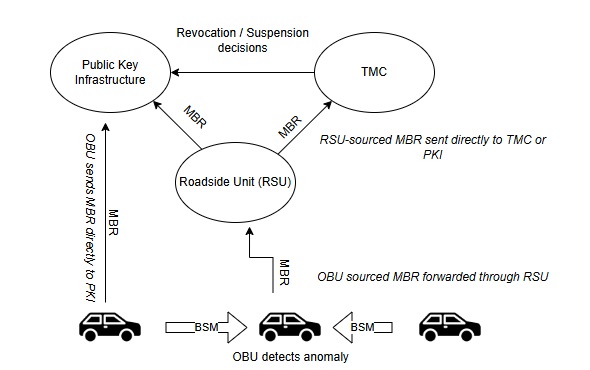 Revocation / Suspension
decisions
Public Key
Infrastructure
TMC
MBR
MBR
RSU-sourced MBR sent directly to TMC or
PKI
Roadside Unit (RSU)
OBU sends MBR directly to PKI
MBR
MBR
OBU sourced MBR forwarded through RSU
BSM
BSM
OBU detects anomaly